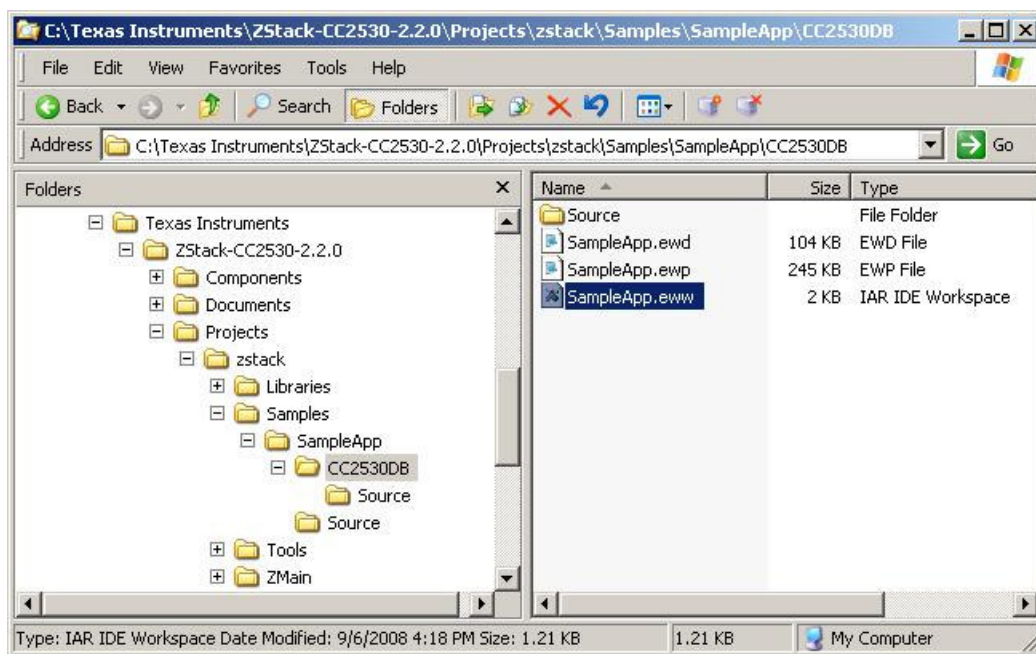 C:\Texas Instruments\ZStack-CC2530-2.2.0\Projects\zstack\Samples\SampleApp\CC2530DB
File Edit View Favorites Tools Help
Back Search Folders
Address C:\Texas Instruments\ZStack-CC2530-2.2.0\Projects\zstack\Samples\SampleApp\CC2530DB Go
Folders x
Texas Instruments
ZStack-CC2530-2.2.0
Components
Documents
Projects
zstack
Libraries
Samples
SampleApp
CC2530DB
Source
Source
Tools
ZMain
Name Size Type
Source File Folder
SampleApp.ewd 104 KB EWD File
SampleApp.ewp 245 KB EWP File
SampleApp.eww 2 KB IAR IDE Workspace
Type: IAR IDE Workspace Date Modified: 9/6/2008 4:18 PM Size: 1.21 KB 1.21 KB My Computer